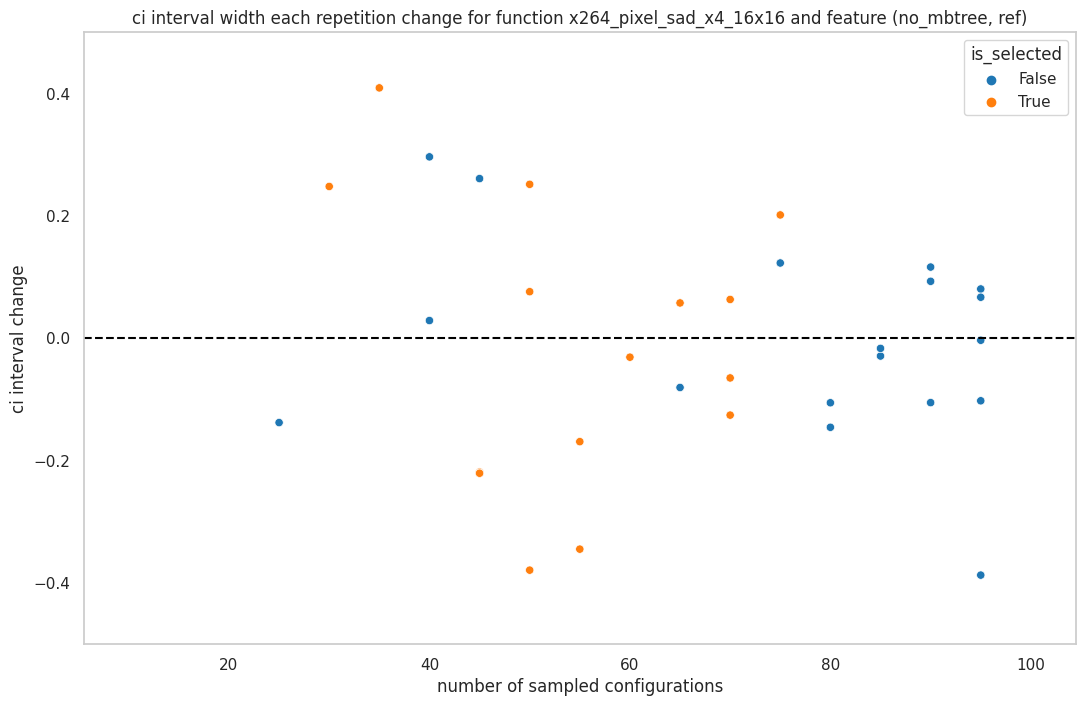 ci interval width each repetition change for function x264_pixel_sad_x4_16x16 and feature (no_mbtree, ref)
is_selected
False
True
ci interval change
0.4
0.2
0.0
−0.2
−0.4
20 40 60 80 100
number of sampled configurations